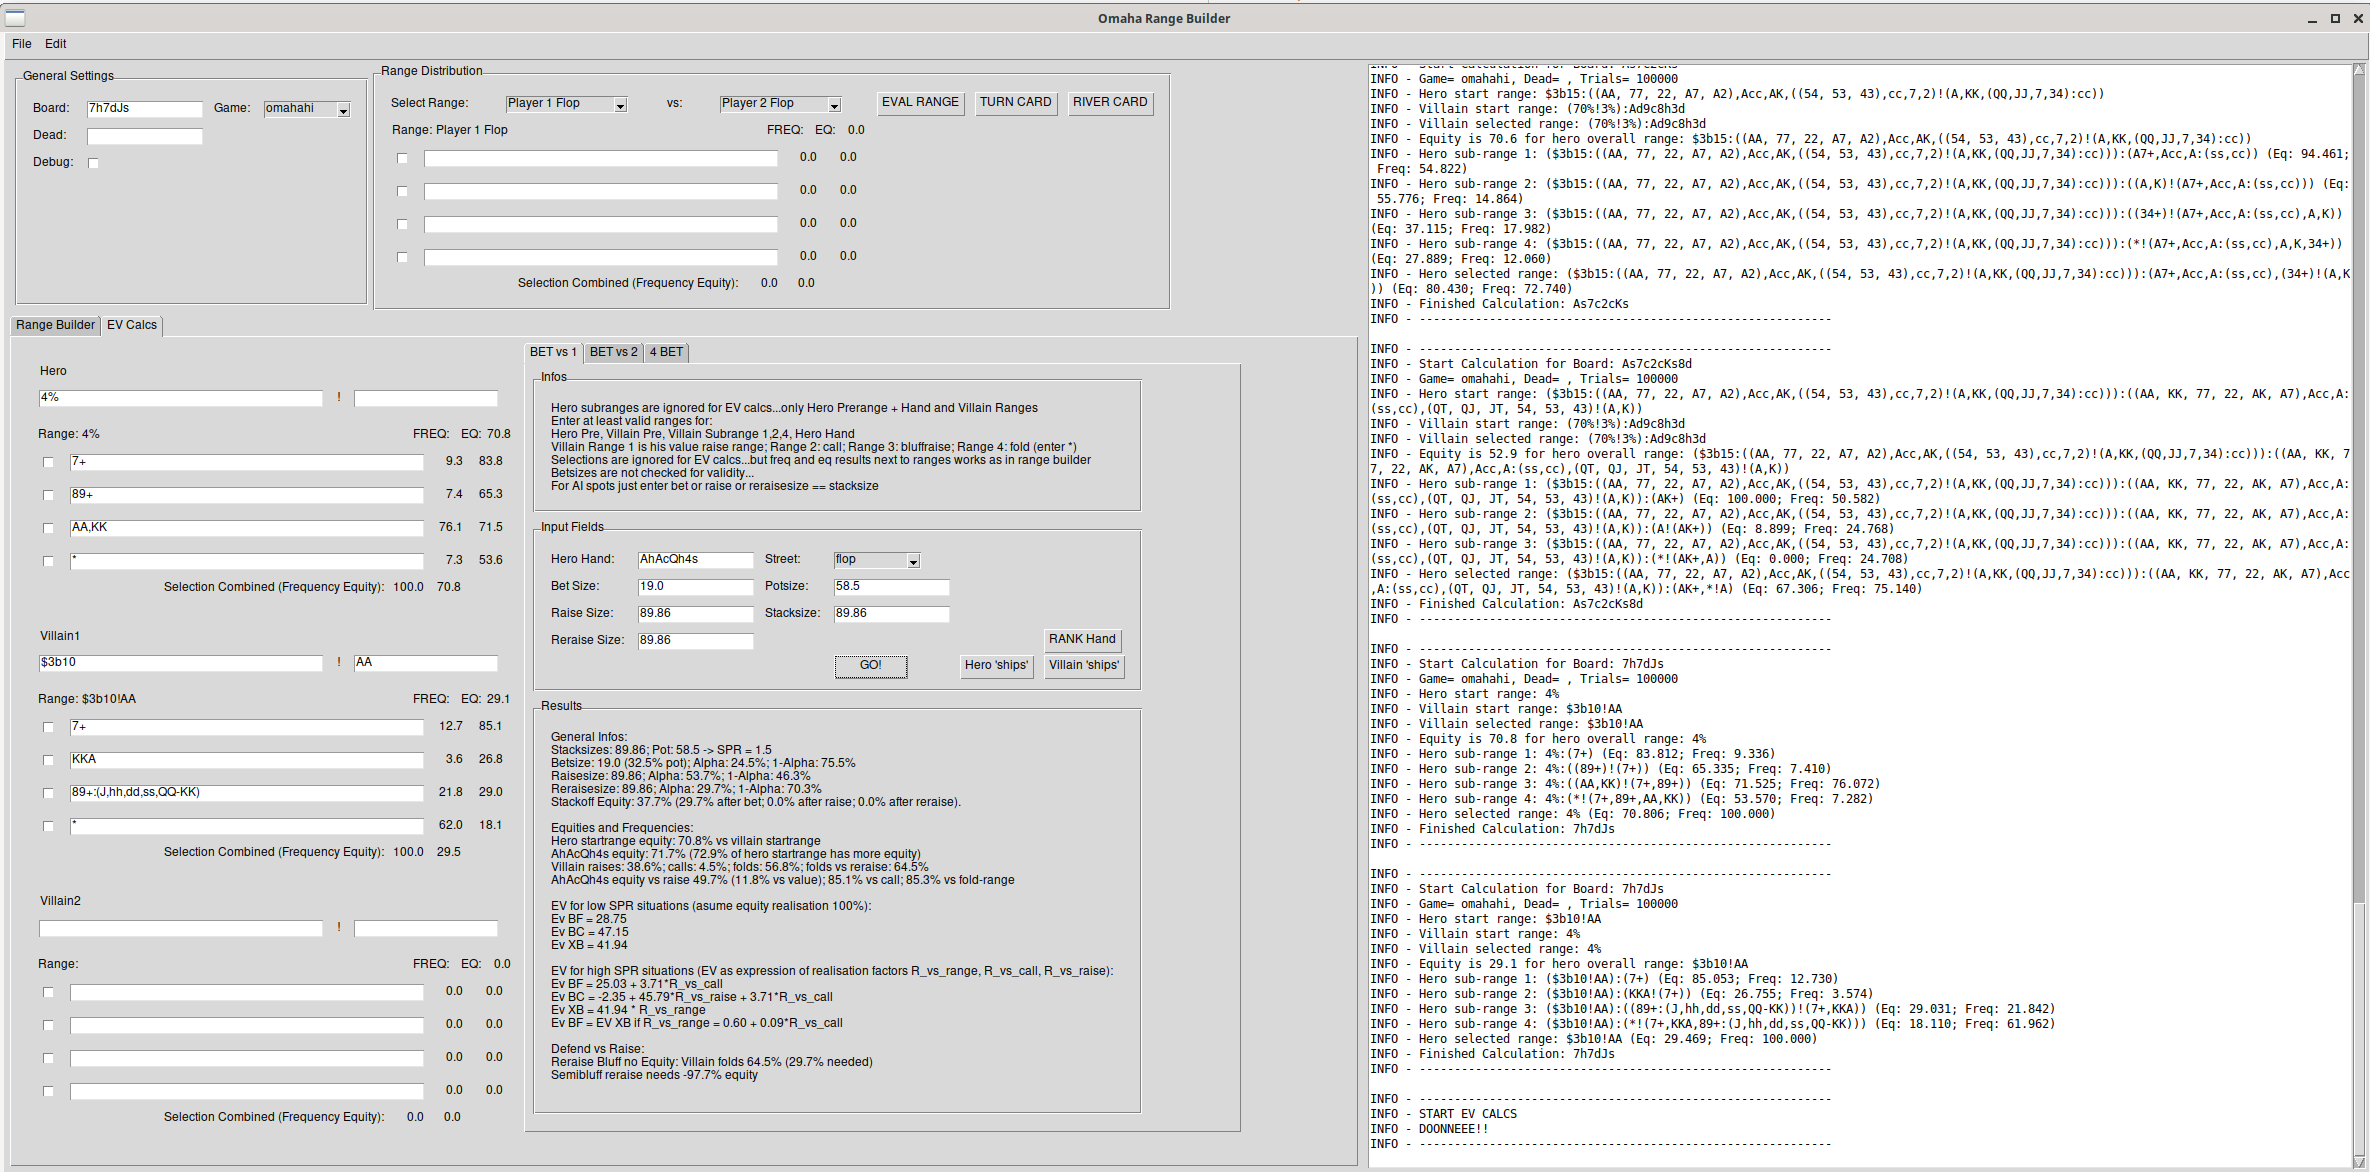 Omaha Range Builder
File Edit
General Settings
Board: 7h7dJs Game: omahahi
Dead:
Debug:
Range Distribution
Select Range: Player 1 Flop vs: Player 2 Flop EVAL RANGE TURN CARD RIVER CARD
Range: Player 1 Flop FREQ: EQ: 0.0
0.0 0.0
0.0 0.0
0.0 0.0
0.0 0.0
Selection Combined (Frequency Equity): 0.0 0.0
Range Builder EV Calcs
Hero
4% !
Range: 4% FREQ: EQ: 70.8
7+ 9.3 83.8
89+ 7.4 65.3
AA,KK 76.1 71.5
* 7.3 53.6
Selection Combined (Frequency Equity): 100.0 70.8
Villain1
$3b10 ! AA
Range: $3b10!AA FREQ: EQ: 29.1
7+ 12.7 85.1
KKA 3.6 26.8
89+:(J,hh,dd,ss,QQ-KK) 21.8 29.0
* 62.0 18.1
Selection Combined (Frequency Equity): 100.0 29.5
Villain2
!
Range: FREQ: EQ: 0.0
0.0 0.0
0.0 0.0
0.0 0.0
0.0 0.0
Selection Combined (Frequency Equity): 0.0 0.0
BET vs 1 BET vs 2 4 BET
Infos
Hero subranges are ignored for EV calcs...only Hero Prerange + Hand and Villain Ranges
Enter at least valid ranges for:
Hero Pre, Villain Pre, Villain Subrange 1,2,4, Hero Hand
Villain Range 1 is his value raise range; Range 2: call; Range 3: bluffraise; Range 4: fold (enter *)
Selections are ignored for EV calcs...but freq and eq results next to ranges works as in range builder
Betsizes are not checked for validity...
For AI spots just enter bet or raise or reraisesize == stacksize
Input Fields
Hero Hand: AhAcQh4s Street: flop
Bet Size: 19.0 Potsize: 58.5
Raise Size: 89.86 Stacksize: 89.86
Reraise Size: 89.86 RANK Hand
GO! Hero 'ships' Villain 'ships'
Results
General Infos:
Stacksizes: 89.86; Pot: 58.5 -> SPR = 1.5
Betsize: 19.0 (32.5% pot); Alpha: 24.5%; 1-Alpha: 75.5%
Raisesize: 89.86; Alpha: 53.7%; 1-Alpha: 46.3%
Reraisesize: 89.86; Alpha: 29.7%; 1-Alpha: 70.3%
Stackoff Equity: 37.7% (29.7% after bet; 0.0% after raise; 0.0% after reraise).
Equities and Frequencies:
Hero startrange equity: 70.8% vs villain startrange
AhAcQh4s equity: 71.7% (72.9% of hero startrange has more equity)
Villain raises: 38.6%; calls: 4.5%; folds: 56.8%; folds vs reraise: 64.5%
AhAcQh4s equity vs raise 49.7% (11.8% vs value); 85.1% vs call; 85.3% vs fold-range
EV for low SPR situations (asume equity realisation 100%):
Ev BF = 28.75
Ev BC = 47.15
Ev XB = 41.94
EV for high SPR situations (EV as expression of realisation factors R_vs_range, R_vs_call, R_vs_raise):
Ev BF = 25.03 + 3.71*R_vs_call
Ev BC = -2.35 + 45.79*R_vs_raise + 3.71*R_vs_call
Ev XB = 41.94 * R_vs_range
Ev BF = EV XB if R_vs_range = 0.60 + 0.09*R_vs_call
Defend vs Raise:
Reraise Bluff no Equity: Villain folds 64.5% (29.7% needed)
Semibluff reraise needs -97.7% equity
INFO - Start Calculation for Board: As7c2cKs
INFO - Game= omahahi, Dead= , Trials= 100000
INFO - Hero start range: $3b15:((AA, 77, 22, A7, A2),Acc,AK,((54, 53, 43),cc,7,2)!(A,KK,(QQ,JJ,7,34):cc))
INFO - Villain start range: (70%!3%):Ad9c8h3d
INFO - Villain selected range: (70%!3%):Ad9c8h3d
INFO - Equity is 70.6 for hero overall range: $3b15:((AA, 77, 22, A7, A2),Acc,AK,((54, 53, 43),cc,7,2)!(A,KK,(QQ,JJ,7,34):cc))
INFO - Hero sub-range 1: ($3b15:((AA, 77, 22, A7, A2),Acc,AK,((54, 53, 43),cc,7,2)!(A,KK,(QQ,JJ,7,34):cc))):(A7+,Acc,A:(ss,cc)) (Eq: 94.461;
Freq: 54.822)
INFO - Hero sub-range 2: ($3b15:((AA, 77, 22, A7, A2),Acc,AK,((54, 53, 43),cc,7,2)!(A,KK,(QQ,JJ,7,34):cc))):((A,K)!(A7+,Acc,A:(ss,cc))) (Eq:
55.776; Freq: 14.864)
INFO - Hero sub-range 3: ($3b15:((AA, 77, 22, A7, A2),Acc,AK,((54, 53, 43),cc,7,2)!(A,KK,(QQ,JJ,7,34):cc))):((34+)!(A7+,Acc,A:(ss,cc),A,K))
(Eq: 37.115; Freq: 17.982)
INFO - Hero sub-range 4: ($3b15:((AA, 77, 22, A7, A2),Acc,AK,((54, 53, 43),cc,7,2)!(A,KK,(QQ,JJ,7,34):cc))):(*!(A7+,Acc,A:(ss,cc),A,K,34+))
(Eq: 27.889; Freq: 12.060)
INFO - Hero selected range: ($3b15:((AA, 77, 22, A7, A2),Acc,AK,((54, 53, 43),cc,7,2)!(A,KK,(QQ,JJ,7,34):cc))):(A7+,Acc,A:(ss,cc),(34+)!(A,K
)) (Eq: 80.430; Freq: 72.740)
INFO - Finished Calculation: As7c2cKs
INFO - ----------------------------------------------------------
INFO - ----------------------------------------------------------
INFO - Start Calculation for Board: As7c2cKs8d
INFO - Game= omahahi, Dead= , Trials= 100000
INFO - Hero start range: ($3b15:((AA, 77, 22, A7, A2),Acc,AK,((54, 53, 43),cc,7,2)!(A,KK,(QQ,JJ,7,34):cc))):((AA, KK, 77, 22, AK, A7),Acc,A:
(ss,cc),(QT, QJ, JT, 54, 53, 43)!(A,K))
INFO - Villain start range: (70%!3%):Ad9c8h3d
INFO - Villain selected range: (70%!3%):Ad9c8h3d
INFO - Equity is 52.9 for hero overall range: ($3b15:((AA, 77, 22, A7, A2),Acc,AK,((54, 53, 43),cc,7,2)!(A,KK,(QQ,JJ,7,34):cc))):((AA, KK, 7
7, 22, AK, A7),Acc,A:(ss,cc),(QT, QJ, JT, 54, 53, 43)!(A,K))
INFO - Hero sub-range 1: ($3b15:((AA, 77, 22, A7, A2),Acc,AK,((54, 53, 43),cc,7,2)!(A,KK,(QQ,JJ,7,34):cc))):((AA, KK, 77, 22, AK, A7),Acc,A:
(ss,cc),(QT, QJ, JT, 54, 53, 43)!(A,K)):(AK+) (Eq: 100.000; Freq: 50.582)
INFO - Hero sub-range 2: ($3b15:((AA, 77, 22, A7, A2),Acc,AK,((54, 53, 43),cc,7,2)!(A,KK,(QQ,JJ,7,34):cc))):((AA, KK, 77, 22, AK, A7),Acc,A:
(ss,cc),(QT, QJ, JT, 54, 53, 43)!(A,K)):(A!(AK+)) (Eq: 8.899; Freq: 24.768)
INFO - Hero sub-range 3: ($3b15:((AA, 77, 22, A7, A2),Acc,AK,((54, 53, 43),cc,7,2)!(A,KK,(QQ,JJ,7,34):cc))):((AA, KK, 77, 22, AK, A7),Acc,A:
(ss,cc),(QT, QJ, JT, 54, 53, 43)!(A,K)):(*!(AK+,A)) (Eq: 0.000; Freq: 24.708)
INFO - Hero selected range: ($3b15:((AA, 77, 22, A7, A2),Acc,AK,((54, 53, 43),cc,7,2)!(A,KK,(QQ,JJ,7,34):cc))):((AA, KK, 77, 22, AK, A7),Acc
,A:(ss,cc),(QT, QJ, JT, 54, 53, 43)!(A,K)):(AK+,*!A) (Eq: 67.306; Freq: 75.140)
INFO - Finished Calculation: As7c2cKs8d
INFO - ----------------------------------------------------------
INFO - ----------------------------------------------------------
INFO - Start Calculation for Board: 7h7dJs
INFO - Game= omahahi, Dead= , Trials= 100000
INFO - Hero start range: 4%
INFO - Villain start range: $3b10!AA
INFO - Villain selected range: $3b10!AA
INFO - Equity is 70.8 for hero overall range: 4%
INFO - Hero sub-range 1: 4%:(7+) (Eq: 83.812; Freq: 9.336)
INFO - Hero sub-range 2: 4%:((89+)!(7+)) (Eq: 65.335; Freq: 7.410)
INFO - Hero sub-range 3: 4%:((AA,KK)!(7+,89+)) (Eq: 71.525; Freq: 76.072)
INFO - Hero sub-range 4: 4%:(*!(7+,89+,AA,KK)) (Eq: 53.570; Freq: 7.282)
INFO - Hero selected range: 4% (Eq: 70.806; Freq: 100.000)
INFO - Finished Calculation: 7h7dJs
INFO - ----------------------------------------------------------
INFO - ----------------------------------------------------------
INFO - Start Calculation for Board: 7h7dJs
INFO - Game= omahahi, Dead= , Trials= 100000
INFO - Hero start range: $3b10!AA
INFO - Villain start range: 4%
INFO - Villain selected range: 4%
INFO - Equity is 29.1 for hero overall range: $3b10!AA
INFO - Hero sub-range 1: ($3b10!AA):(7+) (Eq: 85.053; Freq: 12.730)
INFO - Hero sub-range 2: ($3b10!AA):(KKA!(7+)) (Eq: 26.755; Freq: 3.574)
INFO - Hero sub-range 3: ($3b10!AA):((89+:(J,hh,dd,ss,QQ-KK))!(7+,KKA)) (Eq: 29.031; Freq: 21.842)
INFO - Hero sub-range 4: ($3b10!AA):(*!(7+,KKA,89+:(J,hh,dd,ss,QQ-KK))) (Eq: 18.110; Freq: 61.962)
INFO - Hero selected range: $3b10!AA (Eq: 29.469; Freq: 100.000)
INFO - Finished Calculation: 7h7dJs
INFO - ----------------------------------------------------------
INFO - ----------------------------------------------------------
INFO - START EV CALCS
INFO - DOONNEEE!!
INFO - ----------------------------------------------------------